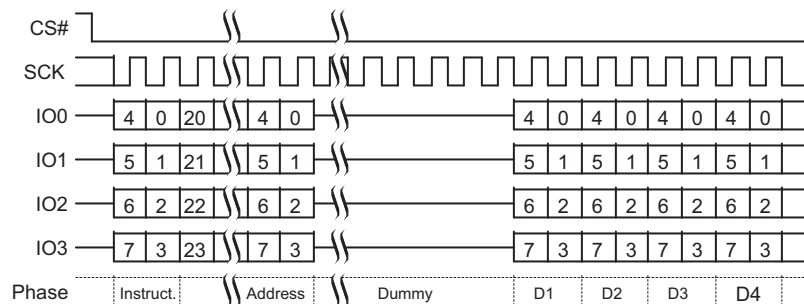 CS#
SCK
IO0 4 0 20 4 0 4 0 4 0 4 0 4 0
IO1 5 1 21 5 1 5 1 5 1 5 1 5 1
IO2 6 2 22 6 2 6 2 6 2 6 2 6 2
IO3 7 3 23 7 3 7 3 7 3 7 3 7 3
Phase Instruct. Address Dummy D1 D2 D3 D4